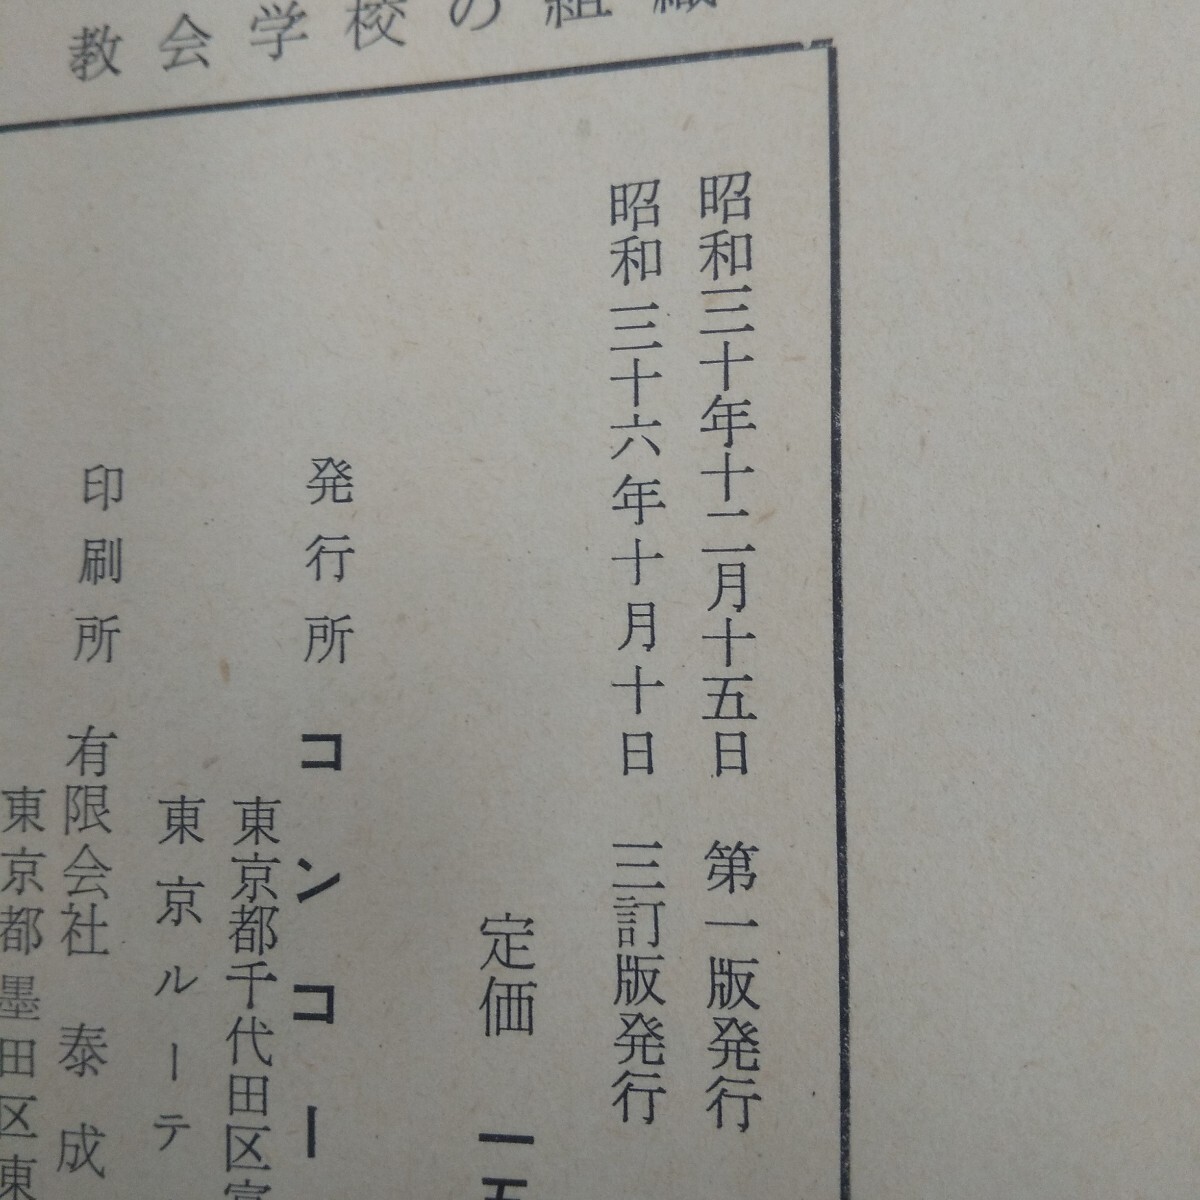 教会学校の組織
昭和三十年十二月十五日　第一版発行
昭和三十六年十月十日　三訂版発行
定価　一五
発行所　コンコー
東京都千代田区富
東京ルーテ
印刷所　有限会社　泰成
東京都墨田区東